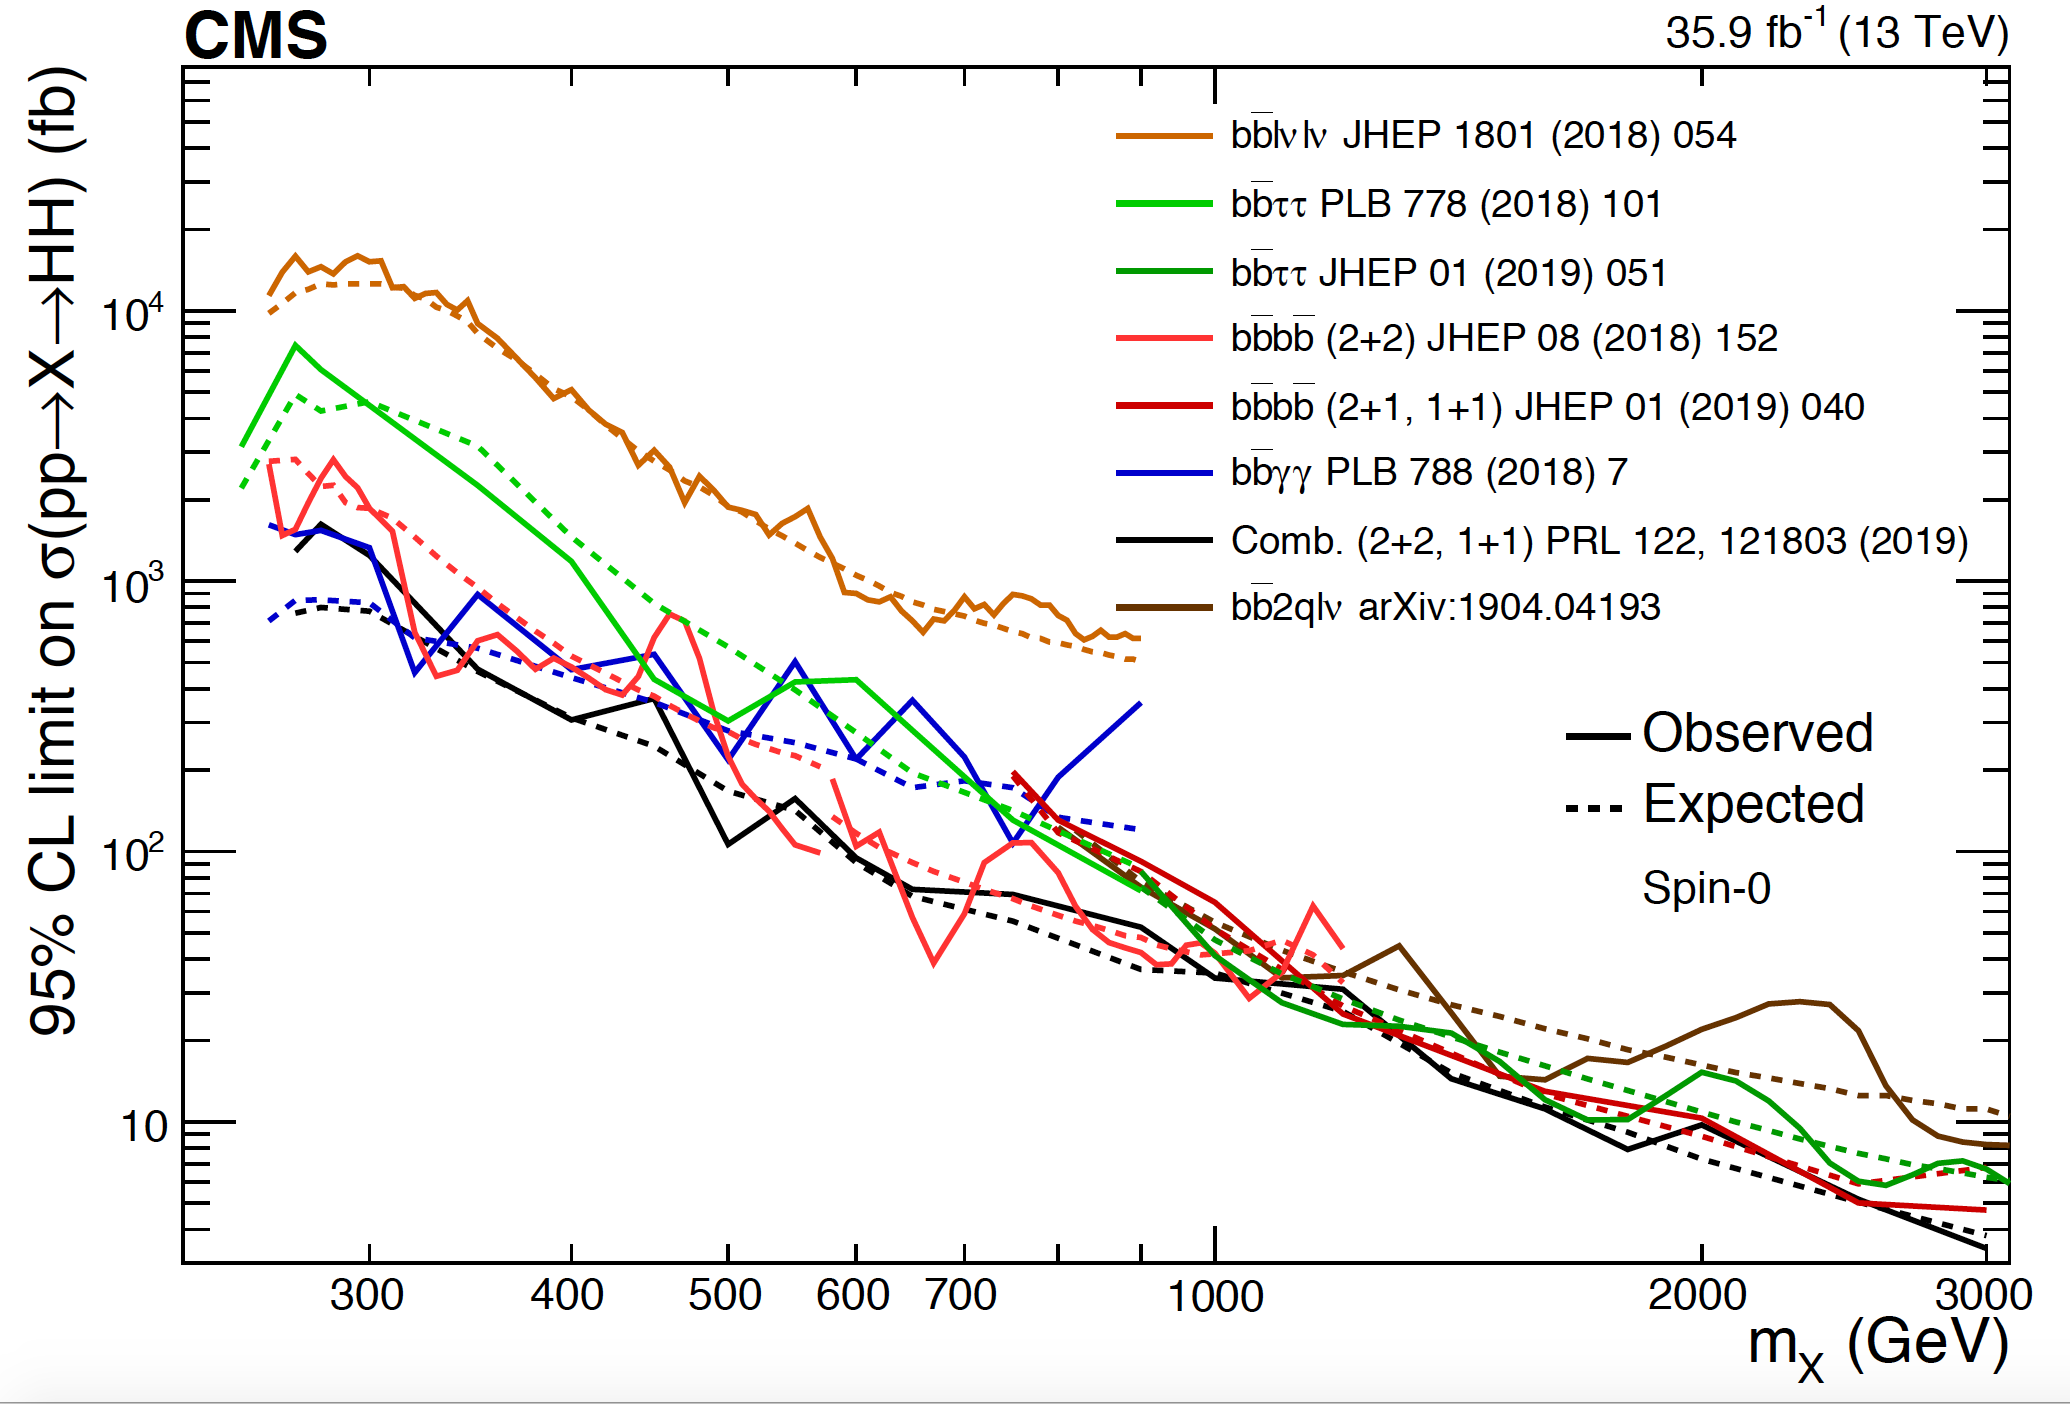 CMS
35.9 fb⁻¹ (13 TeV)
95% CL limit on σ(pp→X→HH) (fb)
bb̅lνlν JHEP 1801 (2018) 054
bb̅ττ PLB 778 (2018) 101
bb̅ττ JHEP 01 (2019) 051
bb̅bb̅ (2+2) JHEP 08 (2018) 152
bb̅bb̅ (2+1, 1+1) JHEP 01 (2019) 040
bb̅γγ PLB 788 (2018) 7
Comb. (2+2, 1+1) PRL 122, 121803 (2019)
bb̅2qlν arXiv:1904.04193
Observed
Expected
Spin-0
10⁴
10³
10²
10
300 400 500 600 700 1000 2000 3000
m_X (GeV)